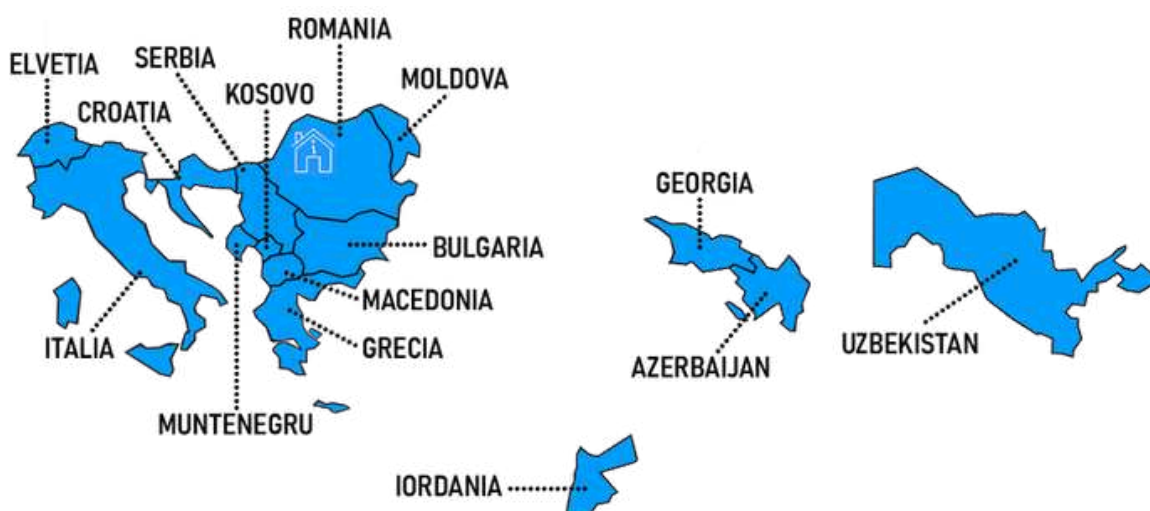 ROMANIA
ELVETIA
SERBIA
MOLDOVA
KOSOVO
CROATIA
GEORGIA
BULGARIA
MACEDONIA
ITALIA
GRECIA
UZBEKISTAN
AZERBAIJAN
MUNTENEGRU
IORDANIA